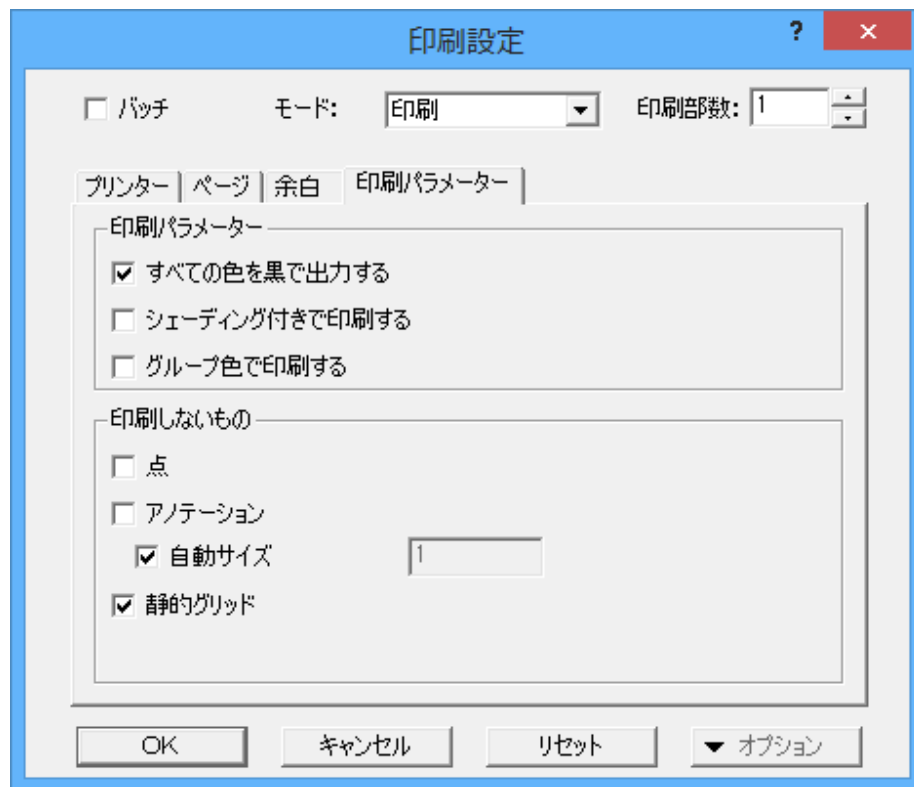 印刷設定
?
×
バッチ モード: 印刷 印刷部数: 1
プリンター ページ 余白 印刷パラメーター
印刷パラメーター
すべての色を黒で出力する
シェーディング付きで印刷する
グループ色で印刷する
印刷しないもの
点
アノテーション
自動サイズ 1
静的グリッド
OK キャンセル リセット オプション